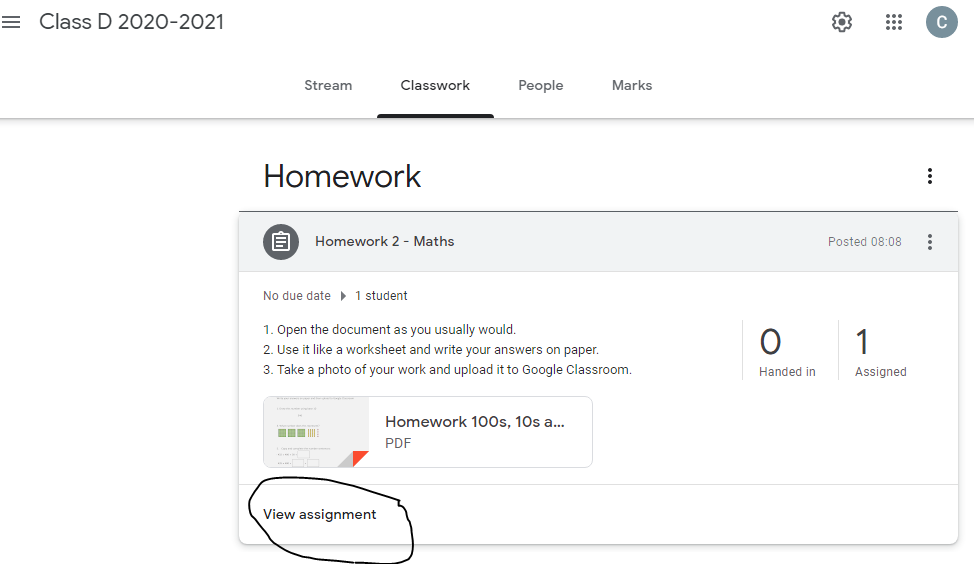 Class D 2020-2021
C
Stream Classwork People Marks
Homework
Homework 2 - Maths Posted 08:08
No due date 1 student
1. Open the document as you usually would.
2. Use it like a worksheet and write your answers on paper.
3. Take a photo of your work and upload it to Google Classroom.
0 1
Handed in Assigned
Homework 100s, 10s a...
PDF
View assignment